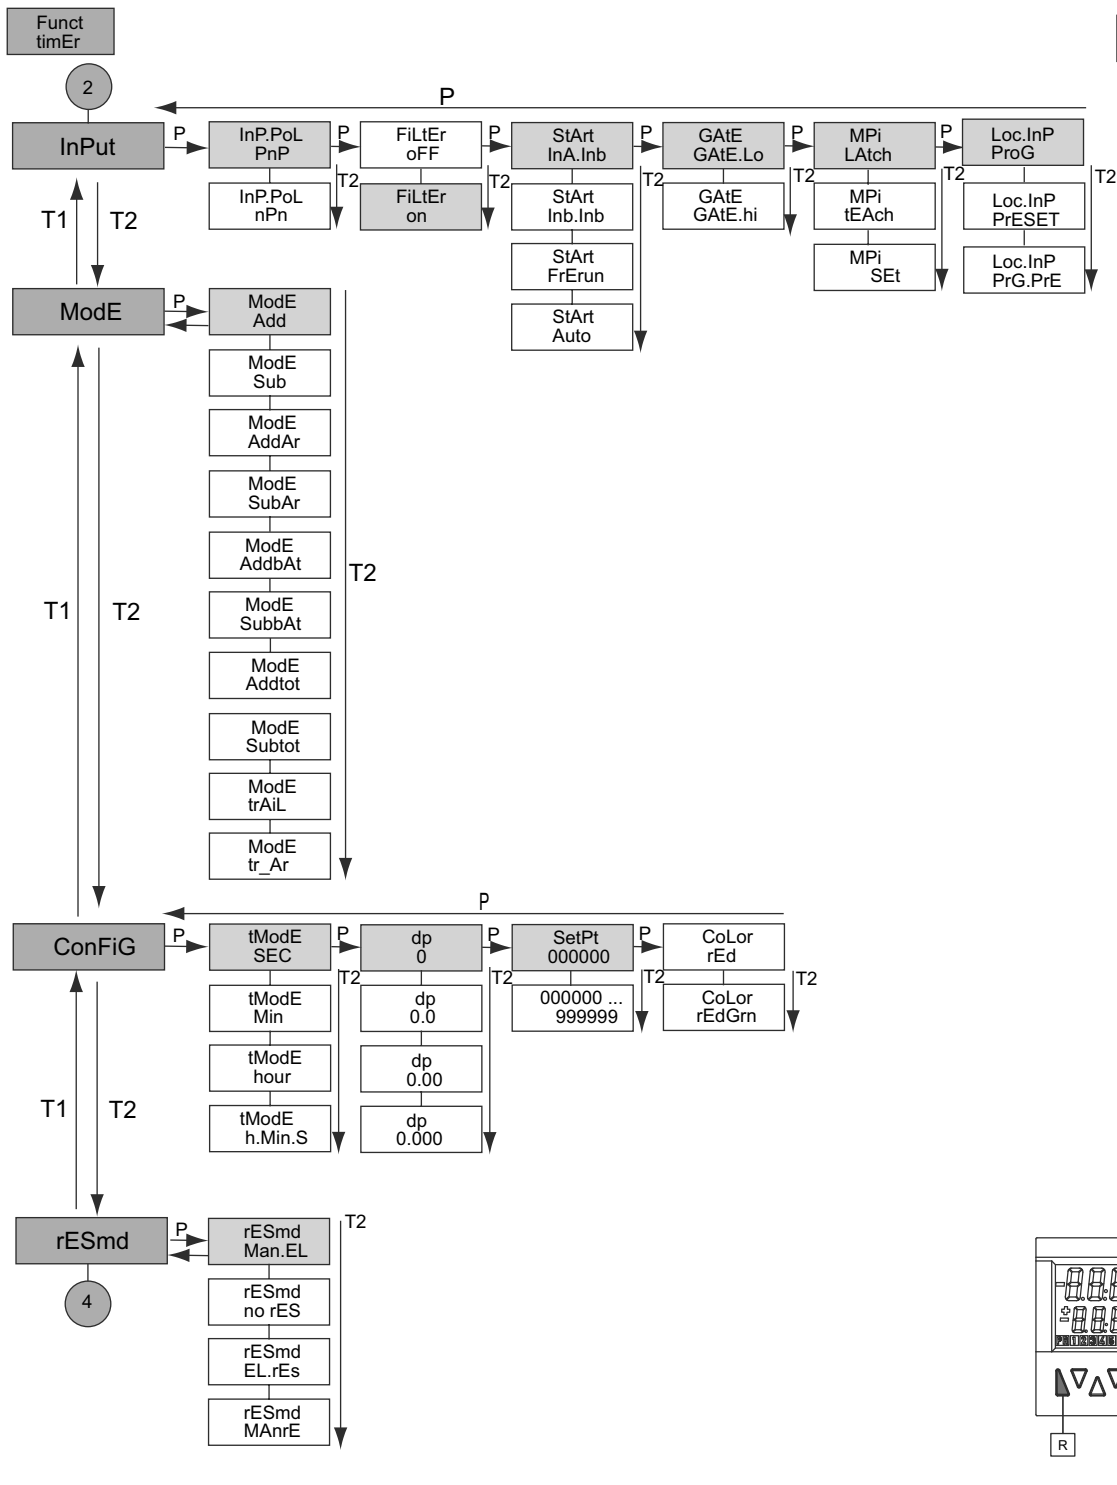 Funct
timEr
2
P
InPut
P
InP.PoL
PnP
P
FiLtEr
oFF
P
StArt
InA.Inb
P
GAtE
GAtE.Lo
P
MPi
LAtch
P
Loc.InP
ProG
T2
T2
T2
T2
T2
T2
InP.PoL
nPn
FiLtEr
on
StArt
Inb.Inb
GAtE
GAtE.hi
MPi
tEAch
Loc.InP
PrESET
StArt
FrErun
MPi
SEt
Loc.InP
PrG.PrE
StArt
Auto
T1
T2
ModE
P
ModE
Add
ModE
Sub
ModE
AddAr
ModE
SubAr
ModE
AddbAt
ModE
SubbAt
ModE
Addtot
ModE
Subtot
ModE
trAiL
ModE
tr_Ar
T2
T1
T2
P
ConFiG
P
tModE
SEC
P
dp
0
P
SetPt
000000
P
CoLor
rEd
T2
T2
T2
T2
tModE
Min
dp
0.0
000000 ...
999999
CoLor
rEdGrn
tModE
hour
dp
0.00
tModE
h.Min.S
dp
0.000
T1
T2
rESmd
P
rESmd
Man.EL
T2
rESmd
no rES
rESmd
EL.rEs
rESmd
MAnrE
4
R